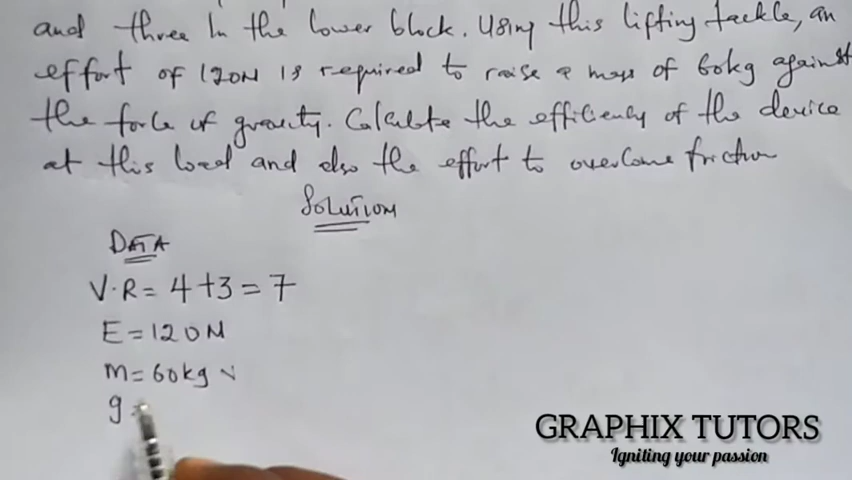 and three in the lower block. Using this lifting tackle, an
effort of 120N is required to raise a mass of 60kg against
the force of gravity. Calculate the efficiency of the device
at this load and also the effort to overcome friction
SOLUTION
DATA
V.R = 4+3 = 7
E = 120N
m = 60kg
g =
GRAPHIX TUTORS
Igniting your passion